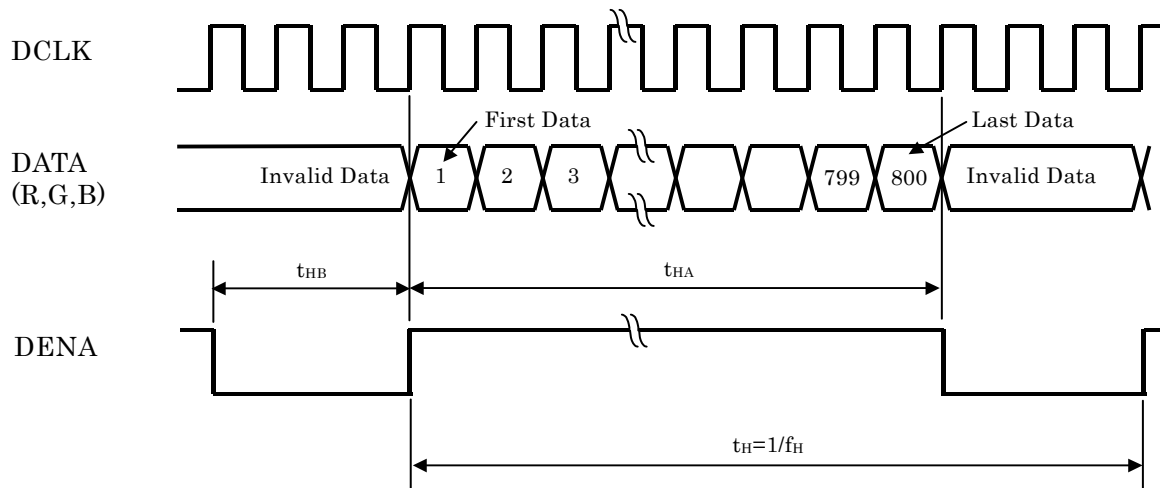 DCLK
First Data
Last Data
DATA
(R,G,B)
Invalid Data 1 2 3 799 800 Invalid Data
tHB tHA
DENA
tH=1/fH